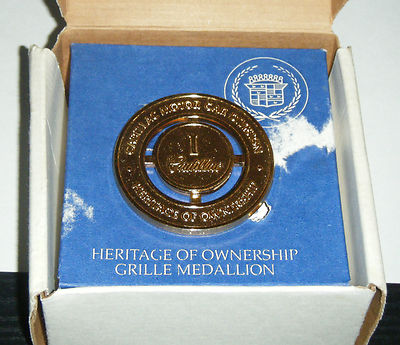 CADILLAC MOTOR CAR DIVISION
1
Cadillac
HERITAGE OF OWNERSHIP
HERITAGE OF OWNERSHIP
GRILLE MEDALLION